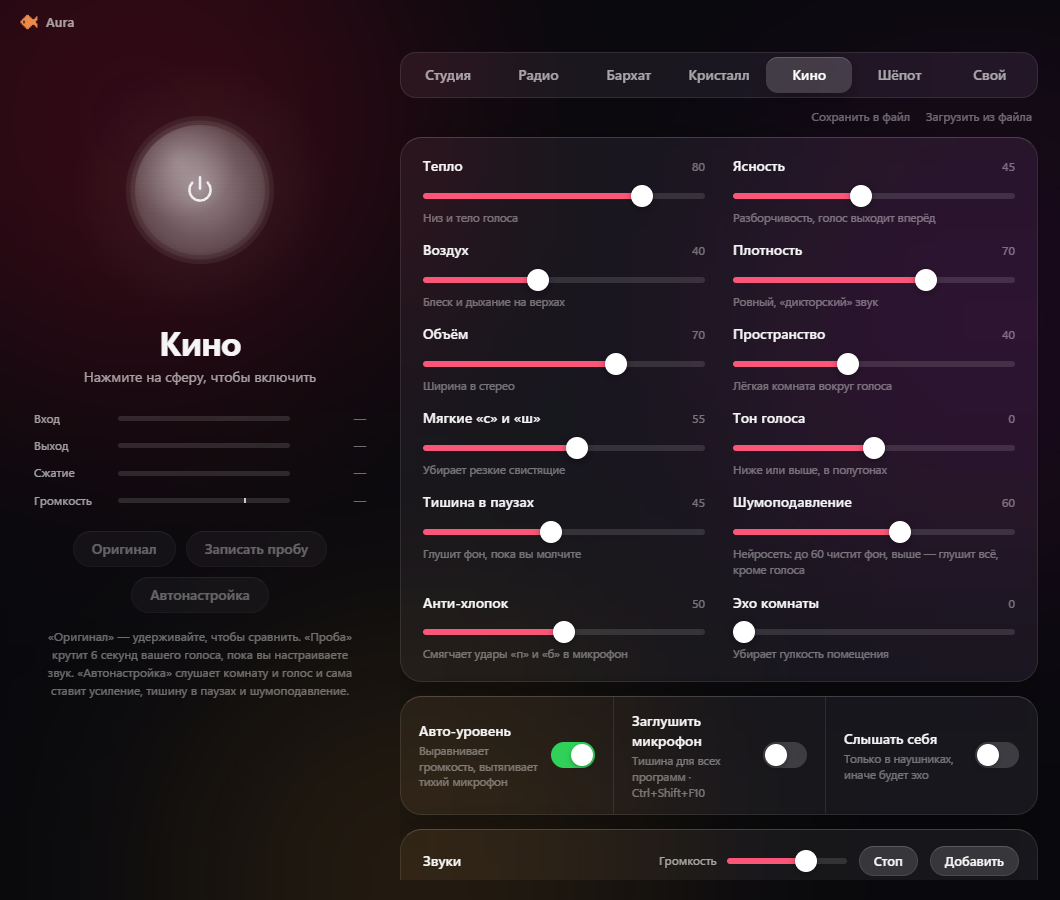 Aura
Студия
Радио
Бархат
Кристалл
Кино
Шёпот
Свой
Сохранить в файл
Загрузить из файла
Кино
Нажмите на сферу, чтобы включить
Вход —
Выход —
Сжатие —
Громкость —
Оригинал
Записать пробу
Автонастройка
«Оригинал» — удерживайте, чтобы сравнить. «Проба»
крутит 6 секунд вашего голоса, пока вы настраиваете
звук. «Автонастройка» слушает комнату и голос и сама
ставит усиление, тишину в паузах и шумоподавление.
Тепло 80
Низ и тело голоса
Ясность 45
Разборчивость, голос выходит вперёд
Воздух 40
Блеск и дыхание на верхах
Плотность 70
Ровный, «дикторский» звук
Объём 70
Ширина в стерео
Пространство 40
Лёгкая комната вокруг голоса
Мягкие «с» и «ш» 55
Убирает резкие свистящие
Тон голоса 0
Ниже или выше, в полутонах
Тишина в паузах 45
Глушит фон, пока вы молчите
Шумоподавление 60
Нейросеть: до 60 чистит фон, выше — глушит всё,
кроме голоса
Анти-хлопок 50
Смягчает удары «п» и «б» в микрофон
Эхо комнаты 0
Убирает гулкость помещения
Авто-уровень
Выравнивает
громкость, вытягивает
тихий микрофон
Заглушить
микрофон
Тишина для всех
программ ·
Ctrl+Shift+F10
Слышать себя
Только в наушниках,
иначе будет эхо
Звуки
Громкость
Стоп
Добавить